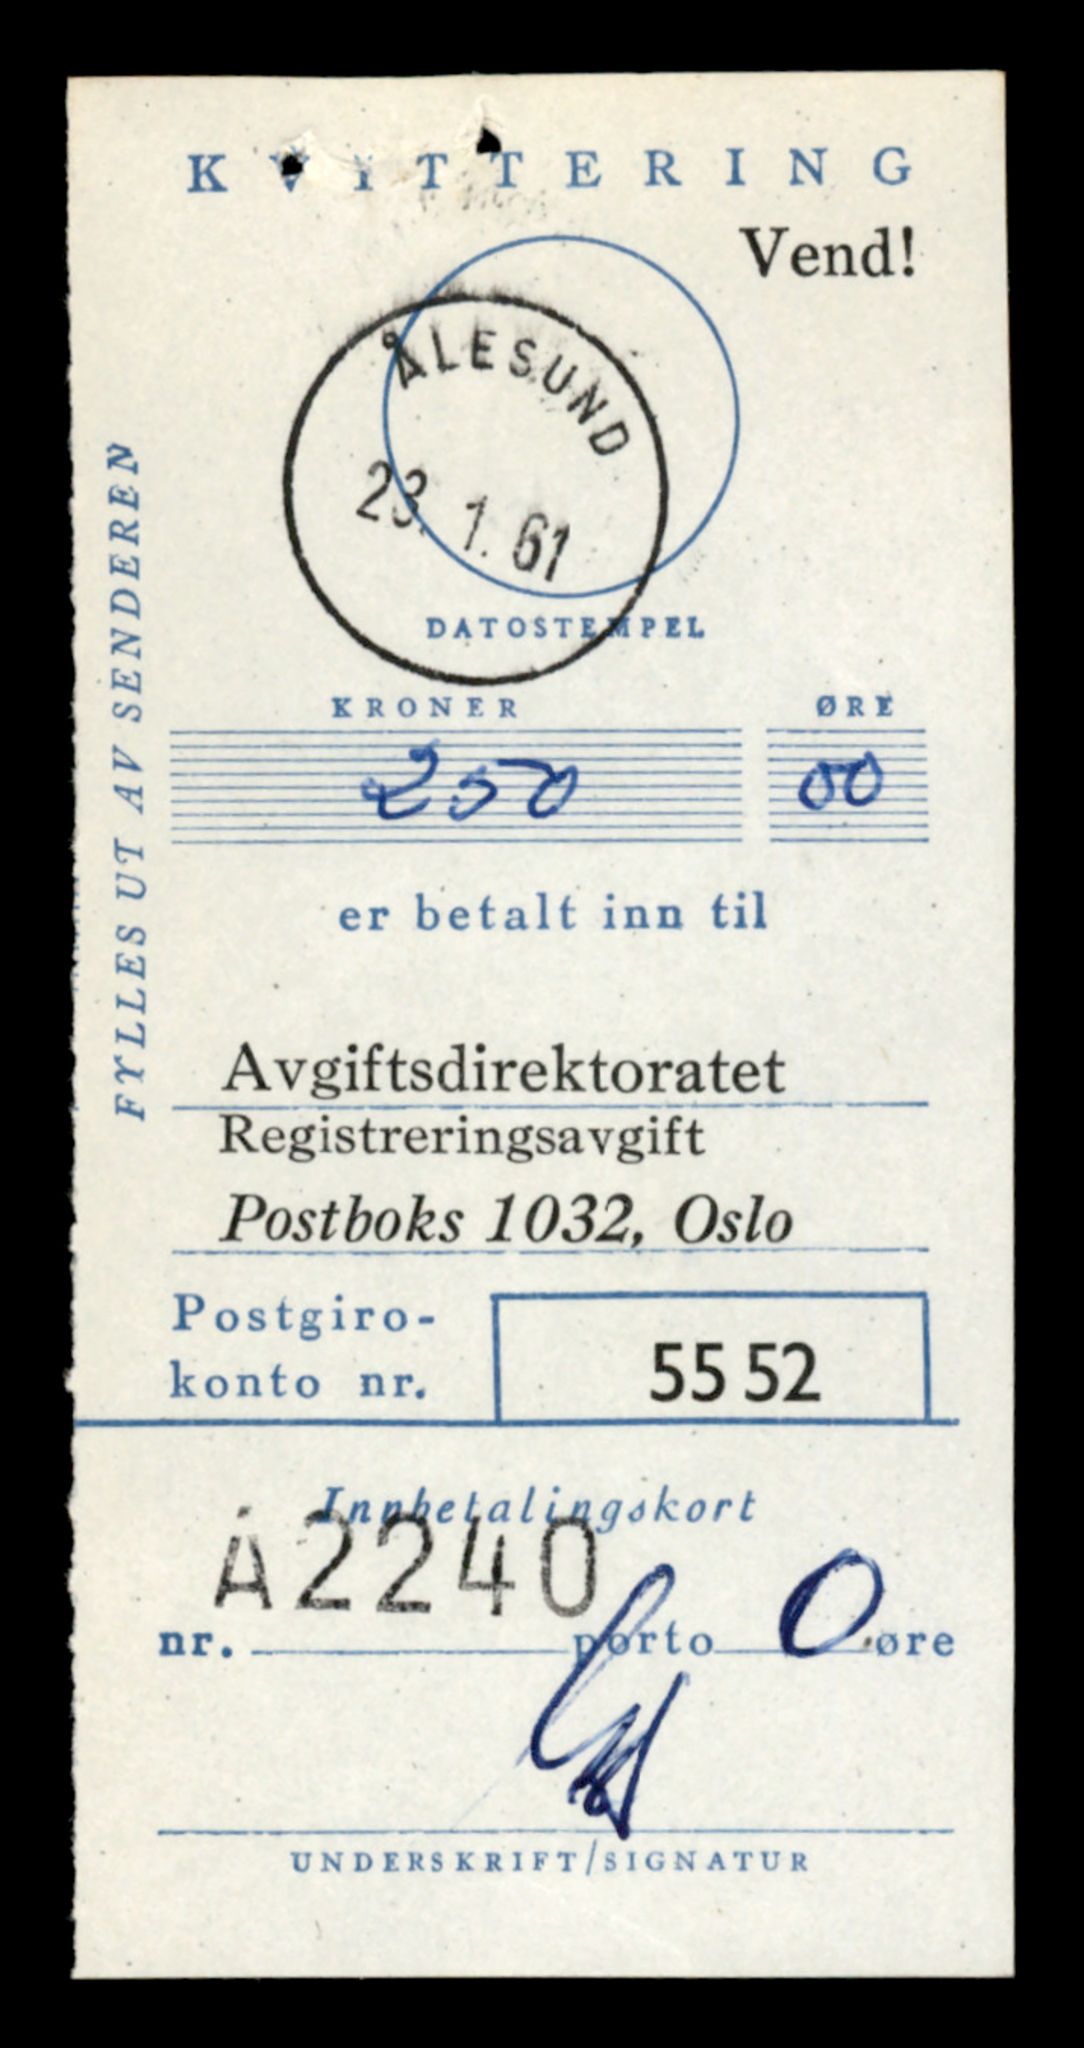 KVITTERING
Vend!
ÅLESUND
23. 1. 61
DATOSTEMPEL
FYLLES UT AV SENDEREN
KRONER ØRE
250 00
er betalt inn til
Avgiftsdirektoratet
Registreringsavgift
Postboks 1032, Oslo
Postgiro-
konto nr. 55 52
Innbetalingskort
A2240
nr. porto 0 øre
UNDERSKRIFT/SIGNATUR